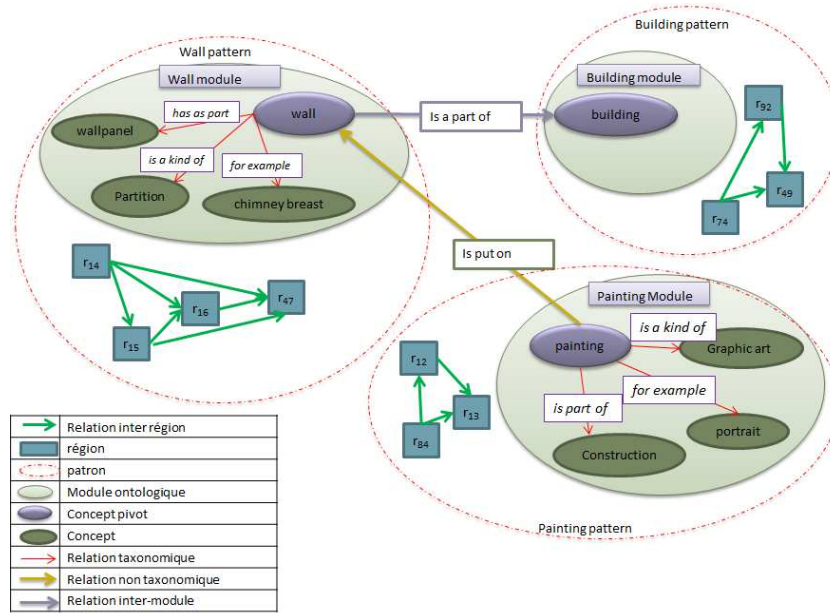 Wall pattern
Building pattern
Wall module
Building module
has as part
wall
wallpanel
Is a part of
building
r92
is a kind of
for example
Partition
chimney breast
r49
r74
Is put on
r14
r47
r16
r15
Painting Module
painting
is a kind of
Graphic art
r12
for example
is part of
r13
portrait
r84
Construction
Painting pattern
Relation inter région
région
patron
Module ontologique
Concept pivot
Concept
Relation taxonomique
Relation non taxonomique
Relation inter-module